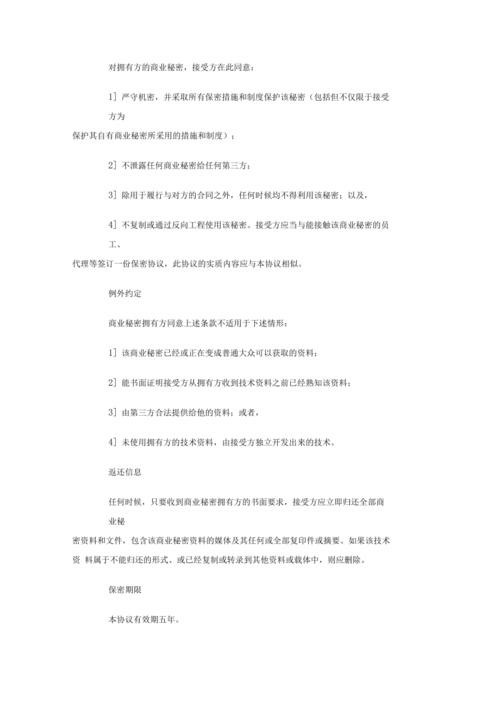 对拥有方的商业秘密，接受方在此同意：
1］严守机密，并采取所有保密措施和制度保护该秘密（包括但不仅限于接受
方为
保护其自有商业秘密所采用的措施和制度）；
2］不泄露任何商业秘密给任何第三方；
3］除用于履行与对方的合同之外，任何时候均不得利用该秘密；以及，
4］不复制或通过反向工程使用该秘密。接受方应当与能接触该商业秘密的员
工、
代理等签订一份保密协议，此协议的实质内容应与本协议相似。
例外约定
商业秘密拥有方同意上述条款不适用于下述情形：
1］该商业秘密已经或正在变成普通大众可以获取的资料；
2］能书面证明接受方从拥有方收到技术资料之前已经熟知该资料；
3］由第三方合法提供给他的资料；或者，
4］未使用拥有方的技术资料，由接受方独立开发出来的技术。
返还信息
任何时候，只要收到商业秘密拥有方的书面要求，接受方应立即归还全部商
业秘
密资料和文件，包含该商业秘密资料的媒体及其任何或全部复印件或摘要。如果该技术
资 料属于不能归还的形式、或已经复制或转录到其他资料或载体中，则应删除。
保密期限
本协议有效期五年。